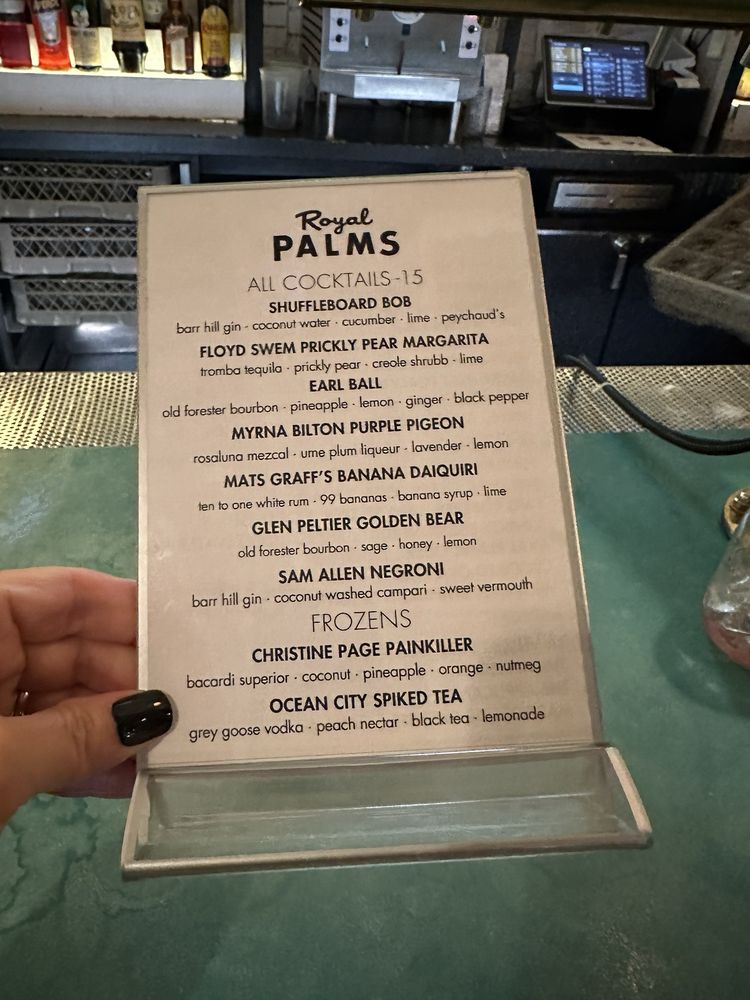 Royal
PALMS
ALL COCKTAILS-15
SHUFFLEBOARD BOB
barr hill gin - coconut water · cucumber · lime · peychaud's
FLOYD SWEM PRICKLY PEAR MARGARITA
tromba tequila · prickly pear · creole shrubb · lime
EARL BALL
old forester bourbon · pineapple · lemon · ginger · black pepper
MYRNA BILTON PURPLE PIGEON
rosaluna mezcal · ume plum liqueur · lavender · lemon
MATS GRAFF'S BANANA DAIQUIRI
ten to one white rum · 99 bananas · banana syrup · lime
GLEN PELTIER GOLDEN BEAR
old forester bourbon · sage · honey · lemon
SAM ALLEN NEGRONI
barr hill gin · coconut washed campari · sweet vermouth
FROZENS
CHRISTINE PAGE PAINKILLER
bacardi superior · coconut · pineapple · orange · nutmeg
OCEAN CITY SPIKED TEA
grey goose vodka · peach nectar · black tea · lemonade